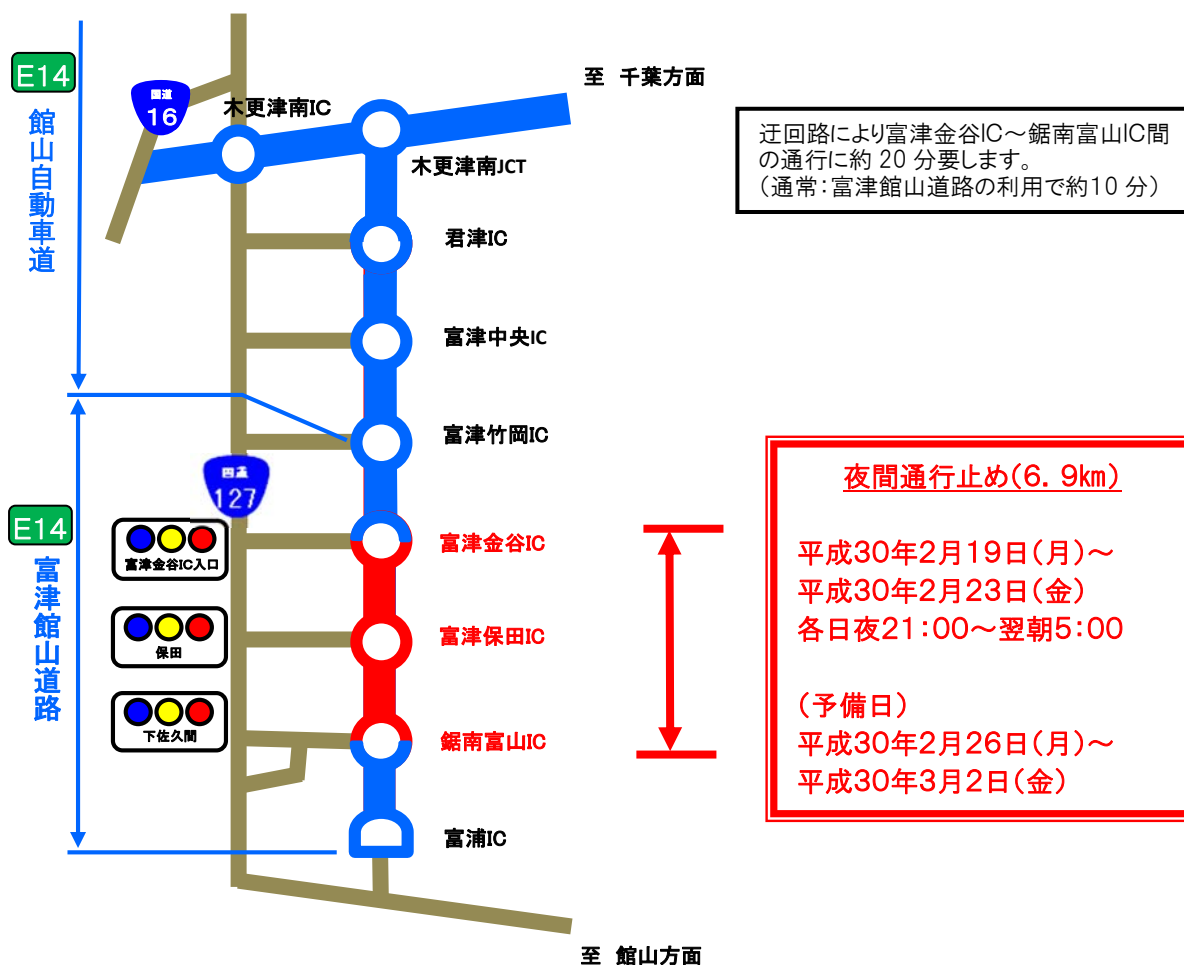 至 千葉方面
E14
館山自動車道
国道
16
木更津南IC
木更津南JCT
迂回路により富津金谷IC～鋸南富山IC間
の通行に約 20 分要します。
（通常：富津館山道路の利用で約10 分）
君津IC
富津中央IC
富津竹岡IC
127
E14
富津館山道路
富津金谷IC入口
富津金谷IC
保田
富津保田IC
下佐久間
鋸南富山IC
富浦IC
至 館山方面
夜間通行止め（6．9km）
平成30年2月19日（月）～
平成30年2月23日（金）
各日夜21：00～翌朝5：00
（予備日）
平成30年2月26日（月）～
平成30年3月2日（金）